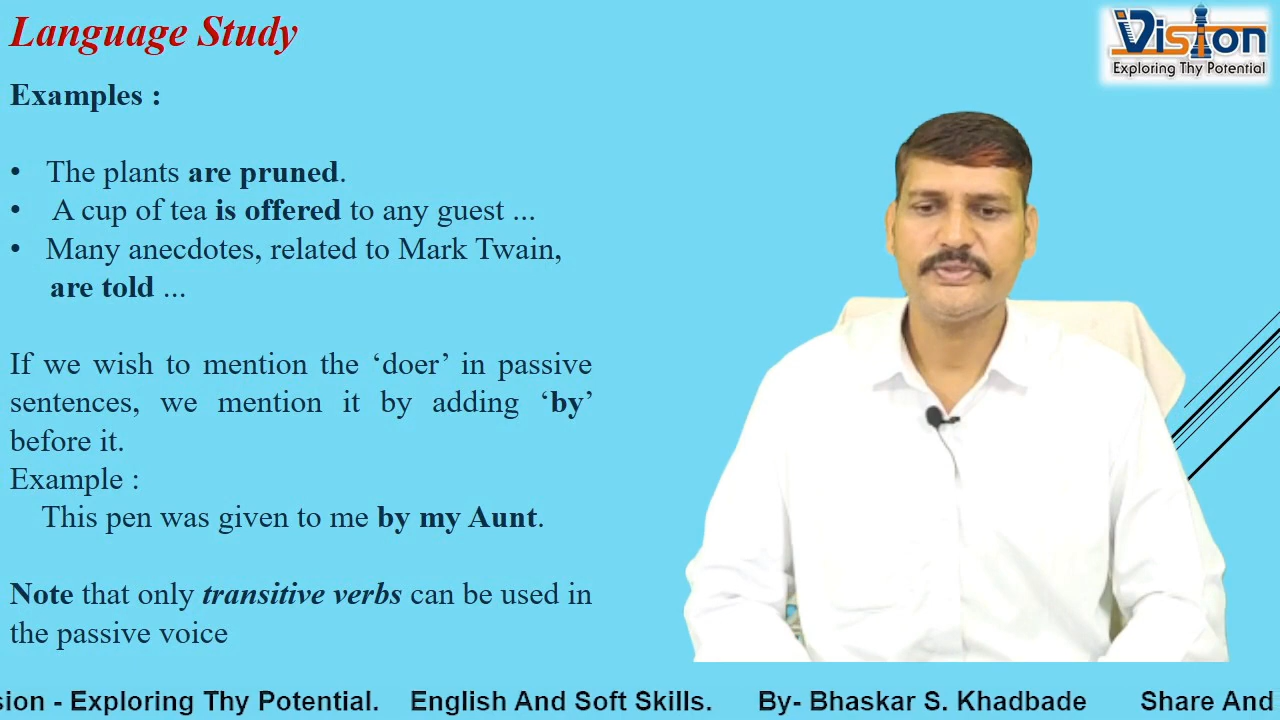 Language Study
Vision
Exploring Thy Potential
Examples :
• The plants are pruned.
• A cup of tea is offered to any guest ...
• Many anecdotes, related to Mark Twain,
are told ...
If we wish to mention the ‘doer’ in passive
sentences, we mention it by adding ‘by’
before it.
Example :
This pen was given to me by my Aunt.
Note that only transitive verbs can be used in
the passive voice
sion - Exploring Thy Potential. English And Soft Skills. By- Bhaskar S. Khadbade Share And